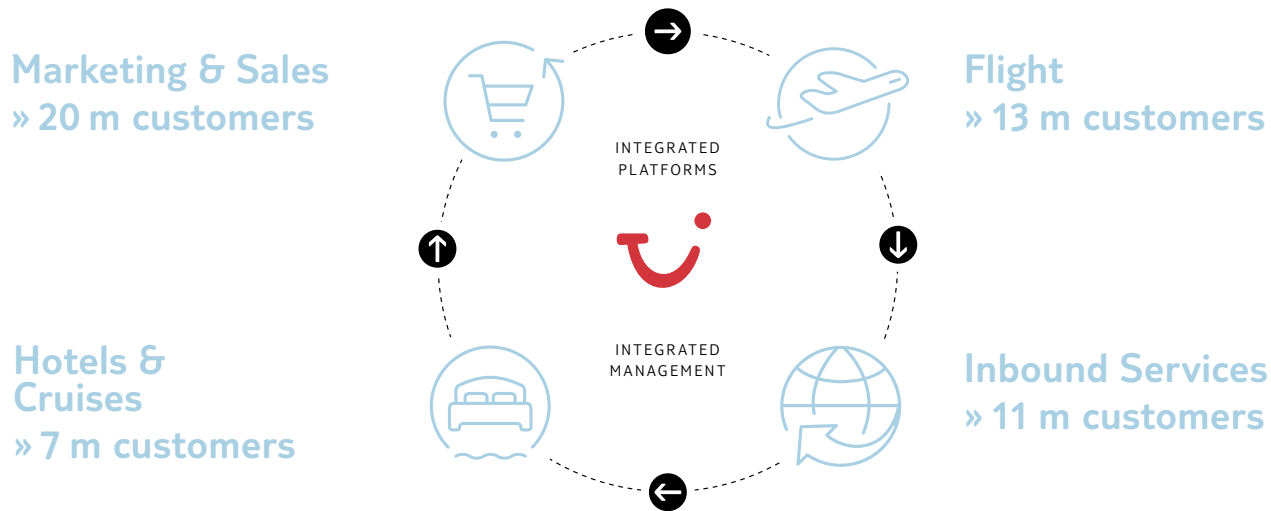 Marketing & Sales
» 20 m customers
Flight
» 13 m customers
INTEGRATED
PLATFORMS
INTEGRATED
MANAGEMENT
Hotels &
Cruises
» 7 m customers
Inbound Services
» 11 m customers